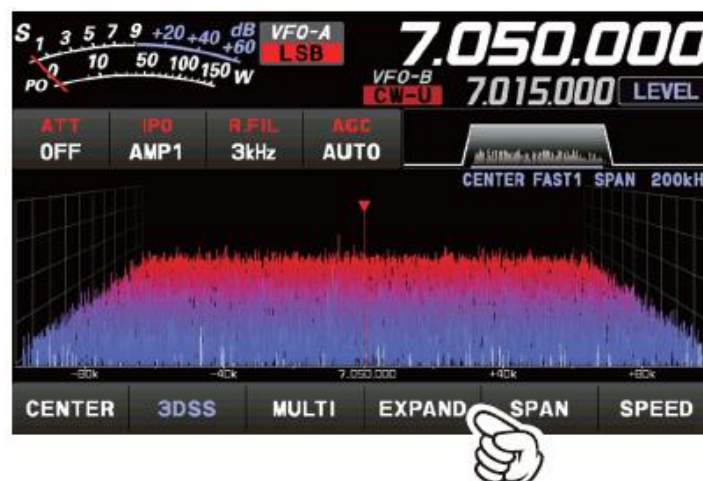 S 1 3 5 7 9 +20 +40 +60 dB
PO 0 10 50 100 150 W
VFO-A
LSB
7.050.000
VFO-B
CW-U
7.015.000
LEVEL
ATT IPO R.FIL AGC
OFF AMP1 3kHz AUTO
CENTER FAST1 SPAN 200kH
-80k -40k 7.050.000 +40k +80k
CENTER 3DSS MULTI EXPAND SPAN SPEED